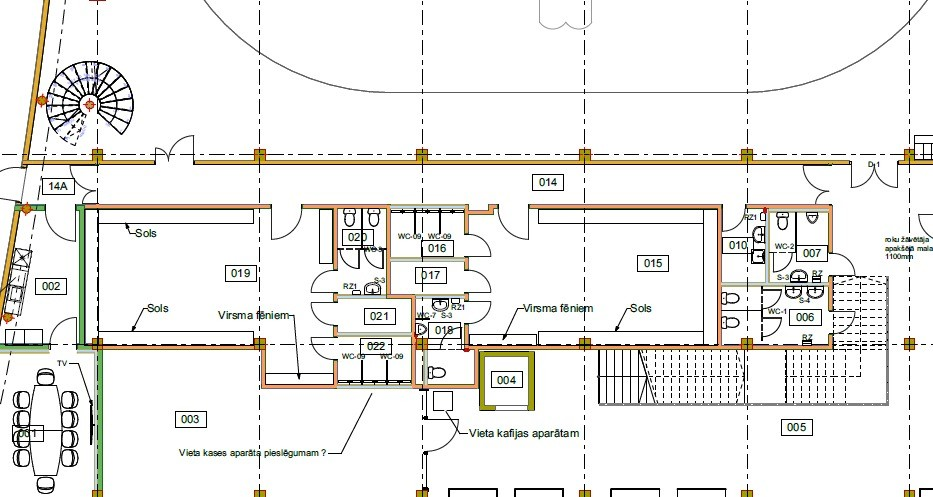 D-1
014
14A
RZ1
Sols
020
WC-09 WC-09
016
010
007
WC-2
roku žāvētāja
apakšējā mala
1100mm
019
017
015
S-3
RZ
002
RZ1
S-3
S-4
Sols
Virsma fēniem
021
WC-7
S-3
RZ1
018
Virsma fēniem
Sols
WC-1
006
RZ
022
WC-09 WC-09
TV
004
001
003
005
Vieta kafijas aparātam
Vieta kases aparāta pieslēgumam ?